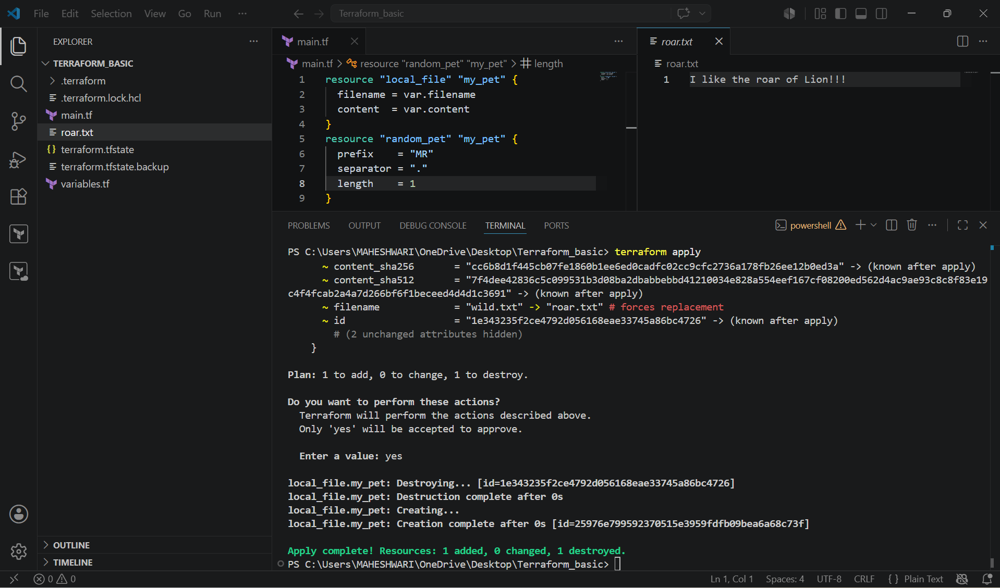 File Edit Selection View Go Run ··· Terraform_basic
EXPLORER
TERRAFORM_BASIC
.terraform
.terraform.lock.hcl
main.tf
roar.txt
terraform.tfstate
terraform.tfstate.backup
variables.tf
OUTLINE
TIMELINE
main.tf
main.tf > resource "random_pet" "my_pet" > length
1 resource "local_file" "my_pet" {
2 filename = var.filename
3 content = var.content
4 }
5 resource "random_pet" "my_pet" {
6 prefix = "MR"
7 separator = "."
8 length = 1
9 }
roar.txt
roar.txt
1 I like the roar of Lion!!!
PROBLEMS OUTPUT DEBUG CONSOLE TERMINAL PORTS powershell
PS C:\Users\MAHESHWARI\OneDrive\Desktop\Terraform_basic> terraform apply
~ content_sha256 = "cc6b8d1f445cb07fe1860b1ee6ed0cadfc02cc9cfc2736a178fb26ee12b0ed3a" -> (known after apply)
~ content_sha512 = "7f4dee42836c5c099531b3d08ba2dbabbebbd41210034e828a554eef167cf08200ed562d4ac9ae93c8c8f83e19
c4f4fcab2a4a7d266bf6f1beceed4d4d1c3691" -> (known after apply)
~ filename = "wild.txt" -> "roar.txt" # forces replacement
~ id = "1e343235f2ce4792d056168eae33745a86bc4726" -> (known after apply)
# (2 unchanged attributes hidden)
}
Plan: 1 to add, 0 to change, 1 to destroy.
Do you want to perform these actions?
Terraform will perform the actions described above.
Only 'yes' will be accepted to approve.
Enter a value: yes
local_file.my_pet: Destroying... [id=1e343235f2ce4792d056168eae33745a86bc4726]
local_file.my_pet: Destruction complete after 0s
local_file.my_pet: Creating...
local_file.my_pet: Creation complete after 0s [id=25976e799592370515e3959fdfb09bea6a68c73f]
Apply complete! Resources: 1 added, 0 changed, 1 destroyed.
PS C:\Users\MAHESHWARI\OneDrive\Desktop\Terraform_basic>
0 0 Ln 1, Col 1 Spaces: 4 UTF-8 CRLF { } Plain Text